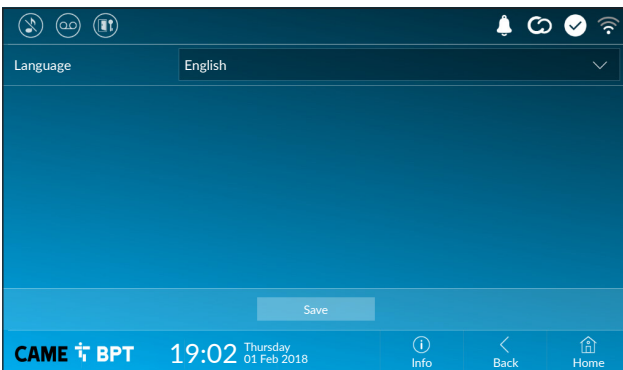 Language English
Save
CAME BPT 19:02 Thursday
01 Feb 2018
Info Back Home